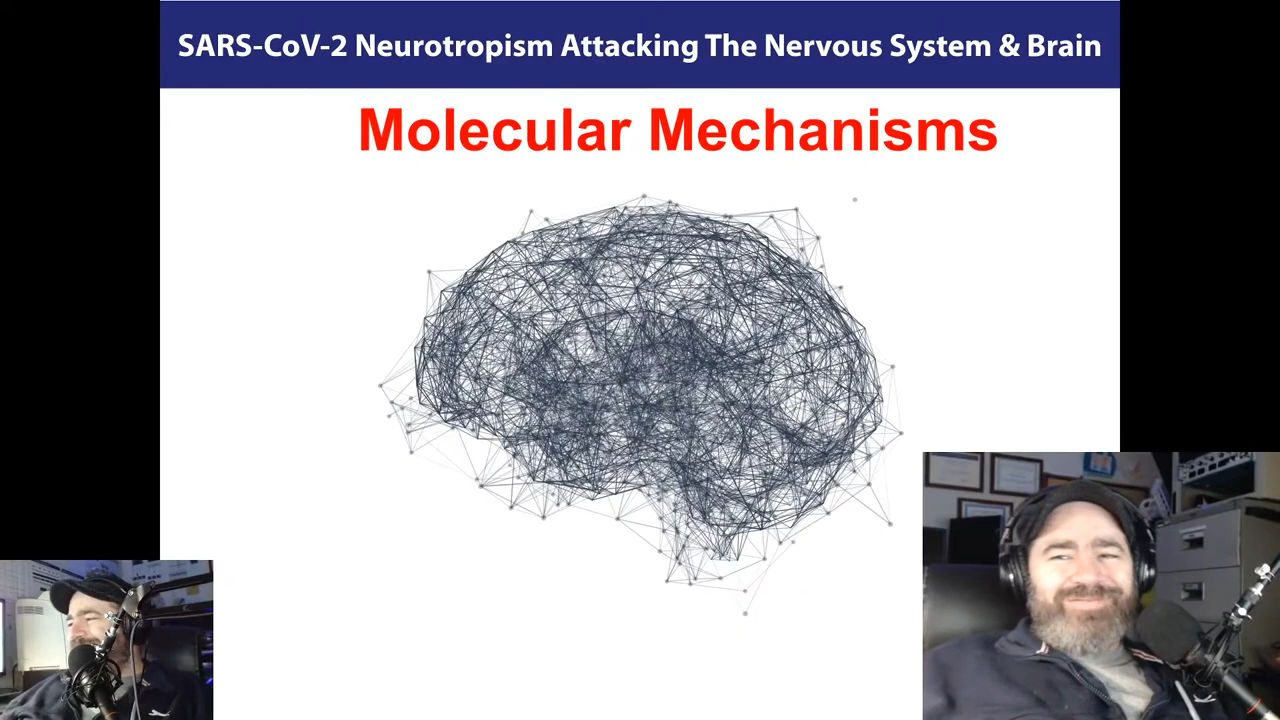 SARS-CoV-2 Neurotropism Attacking The Nervous System & Brain
Molecular Mechanisms